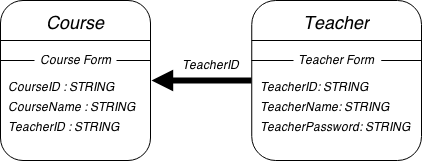 Course
Course Form
CourseID : STRING
CourseName : STRING
TeacherID : STRING
TeacherID
Teacher
Teacher Form
TeacherID: STRING
TeacherName: STRING
TeacherPassword: STRING